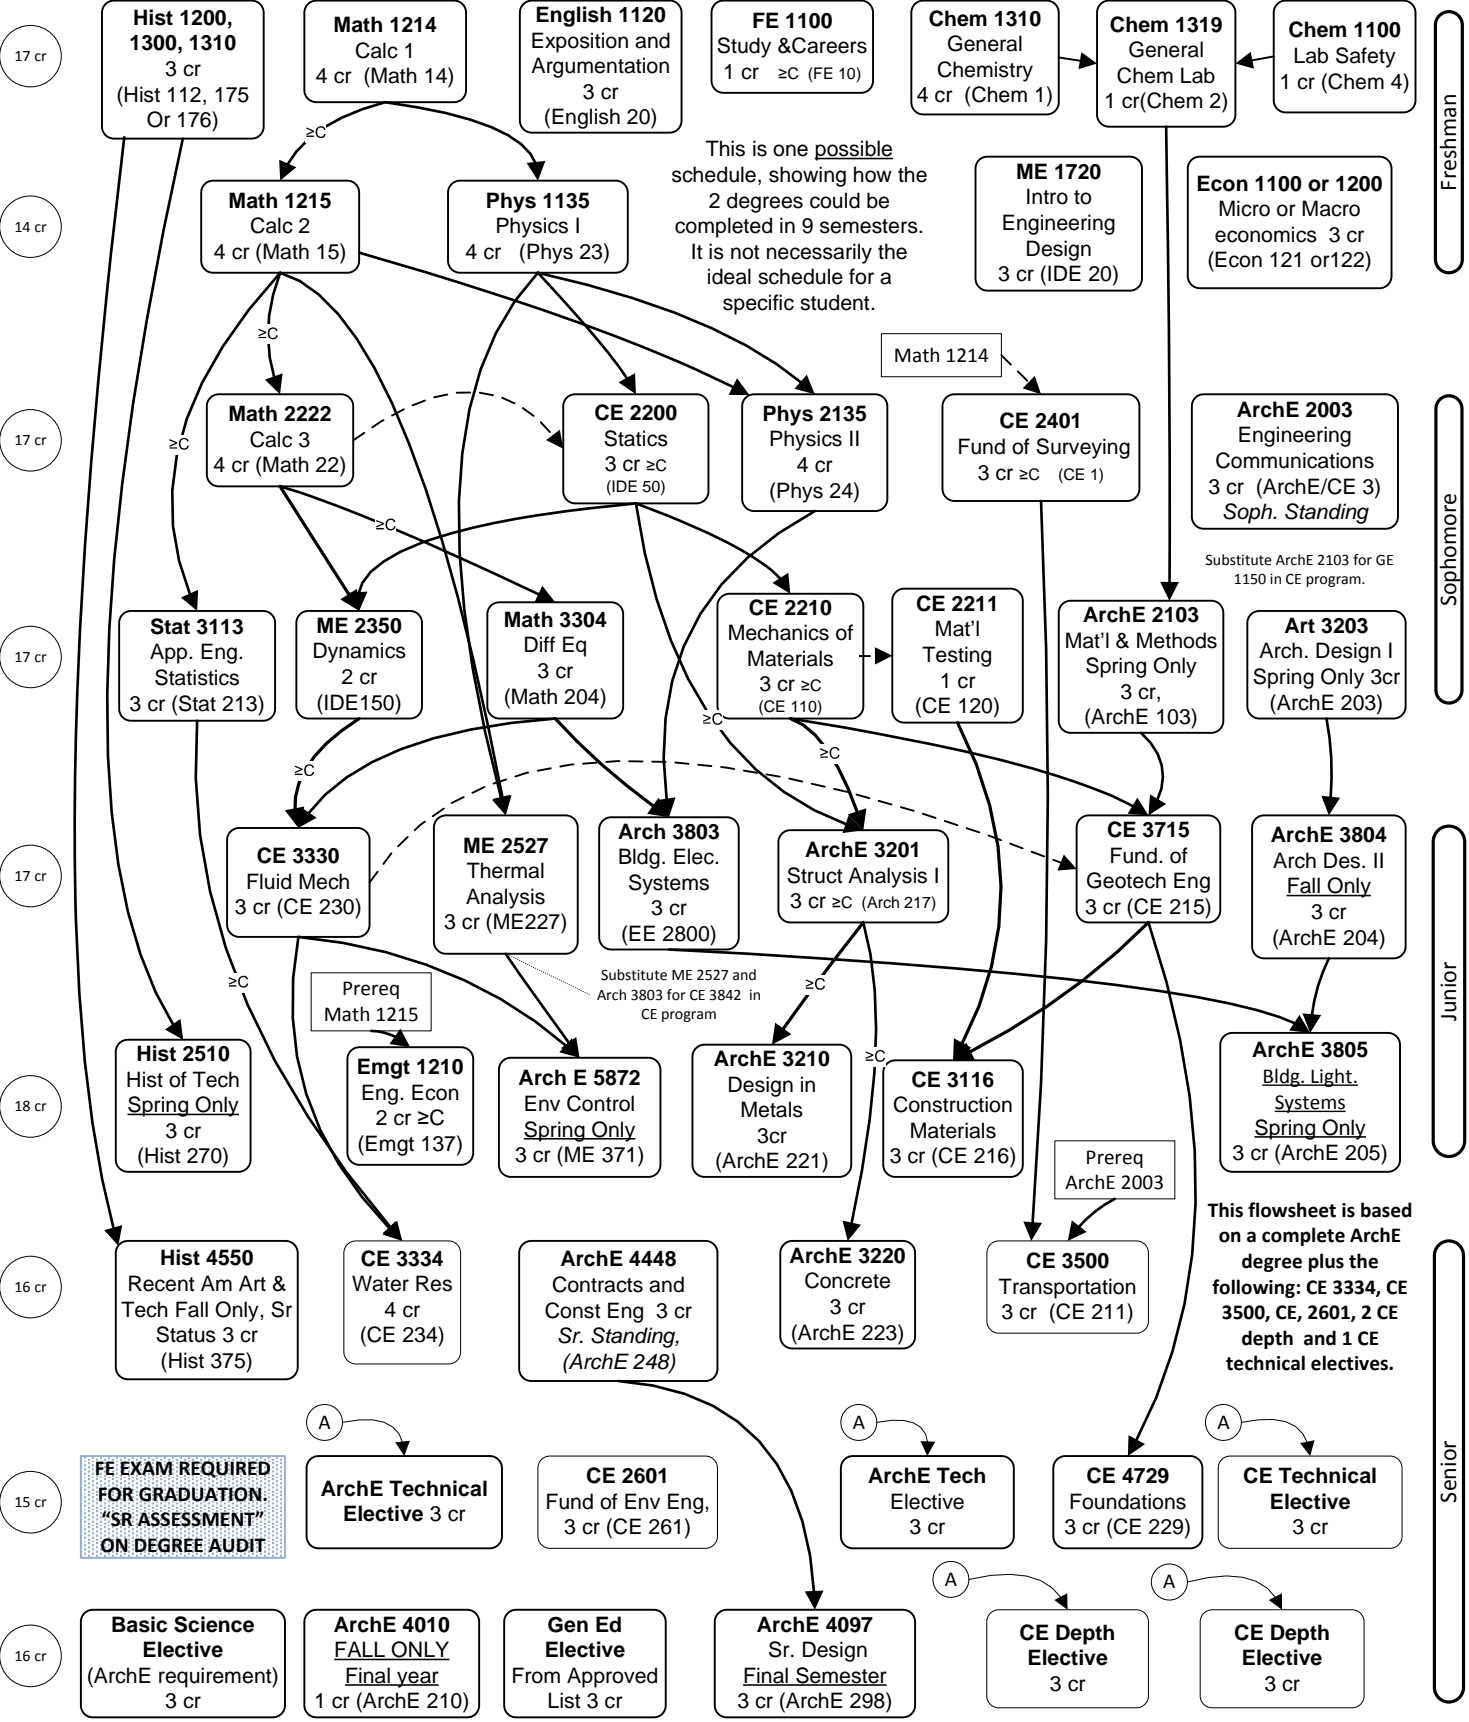 17 cr
Hist 1200,
1300, 1310
3 cr
(Hist 112, 175
Or 176)
Math 1214
Calc 1
4 cr (Math 14)
English 1120
Exposition and
Argumentation
3 cr
(English 20)
FE 1100
Study &Careers
1 cr ≥C (FE 10)
Chem 1310
General
Chemistry
4 cr (Chem 1)
Chem 1319
General
Chem Lab
1 cr(Chem 2)
Chem 1100
Lab Safety
1 cr (Chem 4)
Freshman
≥C
This is one possible
schedule, showing how the
2 degrees could be
completed in 9 semesters.
It is not necessarily the
ideal schedule for a
specific student.
14 cr
Math 1215
Calc 2
4 cr (Math 15)
Phys 1135
Physics I
4 cr (Phys 23)
ME 1720
Intro to
Engineering
Design
3 cr (IDE 20)
Econ 1100 or 1200
Micro or Macro
economics 3 cr
(Econ 121 or122)
≥C
Math 1214
17 cr
≥C
Math 2222
Calc 3
4 cr (Math 22)
CE 2200
Statics
3 cr ≥C
(IDE 50)
Phys 2135
Physics II
4 cr
(Phys 24)
CE 2401
Fund of Surveying
3 cr ≥C (CE 1)
ArchE 2003
Engineering
Communications
3 cr (ArchE/CE 3)
Soph. Standing
Sophomore
≥C
Substitute ArchE 2103 for GE
1150 in CE program.
17 cr
Stat 3113
App. Eng.
Statistics
3 cr (Stat 213)
ME 2350
Dynamics
2 cr
(IDE150)
Math 3304
Diff Eq
3 cr
(Math 204)
CE 2210
Mechanics of
Materials
3 cr ≥C
(CE 110)
CE 2211
Mat'l
Testing
1 cr
(CE 120)
ArchE 2103
Mat'l & Methods
Spring Only
3 cr,
(ArchE 103)
Art 3203
Arch. Design I
Spring Only 3cr
(ArchE 203)
≥C
≥C
≥C
17 cr
CE 3330
Fluid Mech
3 cr (CE 230)
ME 2527
Thermal
Analysis
3 cr (ME227)
Arch 3803
Bldg. Elec.
Systems
3 cr
(EE 2800)
ArchE 3201
Struct Analysis I
3 cr ≥C (Arch 217)
CE 3715
Fund. of
Geotech Eng
3 cr (CE 215)
ArchE 3804
Arch Des. II
Fall Only
3 cr
(ArchE 204)
Junior
≥C
Prereq
Math 1215
Substitute ME 2527 and
Arch 3803 for CE 3842 in
CE program
≥C
≥C
18 cr
Hist 2510
Hist of Tech
Spring Only
3 cr
(Hist 270)
Emgt 1210
Eng. Econ
2 cr ≥C
(Emgt 137)
Arch E 5872
Env Control
Spring Only
3 cr (ME 371)
ArchE 3210
Design in
Metals
3cr
(ArchE 221)
CE 3116
Construction
Materials
3 cr (CE 216)
ArchE 3805
Bldg. Light.
Systems
Spring Only
3 cr (ArchE 205)
Prereq
ArchE 2003
16 cr
Hist 4550
Recent Am Art &
Tech Fall Only, Sr
Status 3 cr
(Hist 375)
CE 3334
Water Res
4 cr
(CE 234)
ArchE 4448
Contracts and
Const Eng 3 cr
Sr. Standing,
(ArchE 248)
ArchE 3220
Concrete
3 cr
(ArchE 223)
CE 3500
Transportation
3 cr (CE 211)
This flowsheet is based
on a complete ArchE
degree plus the
following: CE 3334, CE
3500, CE, 2601, 2 CE
depth and 1 CE
technical electives.
Senior
A
A
A
15 cr
FE EXAM REQUIRED
FOR GRADUATION.
“SR ASSESSMENT”
ON DEGREE AUDIT
ArchE Technical
Elective 3 cr
CE 2601
Fund of Env Eng,
3 cr (CE 261)
ArchE Tech
Elective
3 cr
CE 4729
Foundations
3 cr (CE 229)
CE Technical
Elective
3 cr
A
A
16 cr
Basic Science
Elective
(ArchE requirement)
3 cr
ArchE 4010
FALL ONLY
Final year
1 cr (ArchE 210)
Gen Ed
Elective
From Approved
List 3 cr
ArchE 4097
Sr. Design
Final Semester
3 cr (ArchE 298)
CE Depth
Elective
3 cr
CE Depth
Elective
3 cr